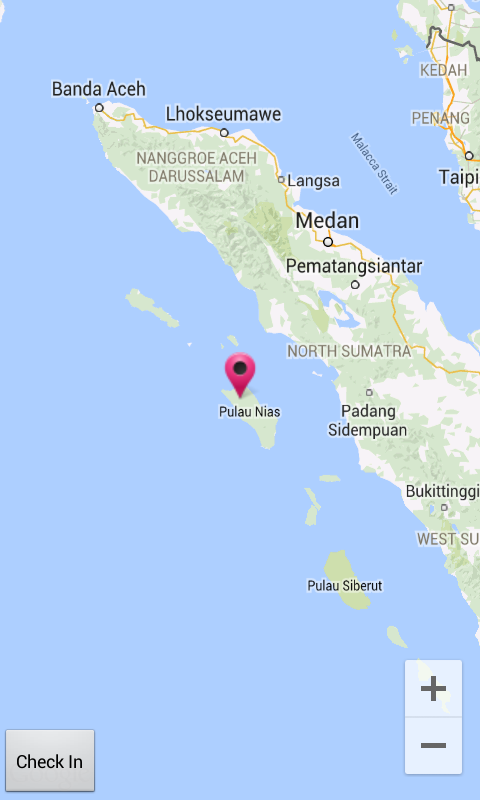 KEDAH
Banda Aceh
Lhokseumawe
PENANG
Malacca Strait
NANGGROE ACEH
DARUSSALAM
Langsa
Taipi
Medan
Pematangsiantar
NORTH SUMATRA
Pulau Nias
Padang
Sidempuan
Bukittinggi
WEST SU
Pulau Siberut
+
−
Check In